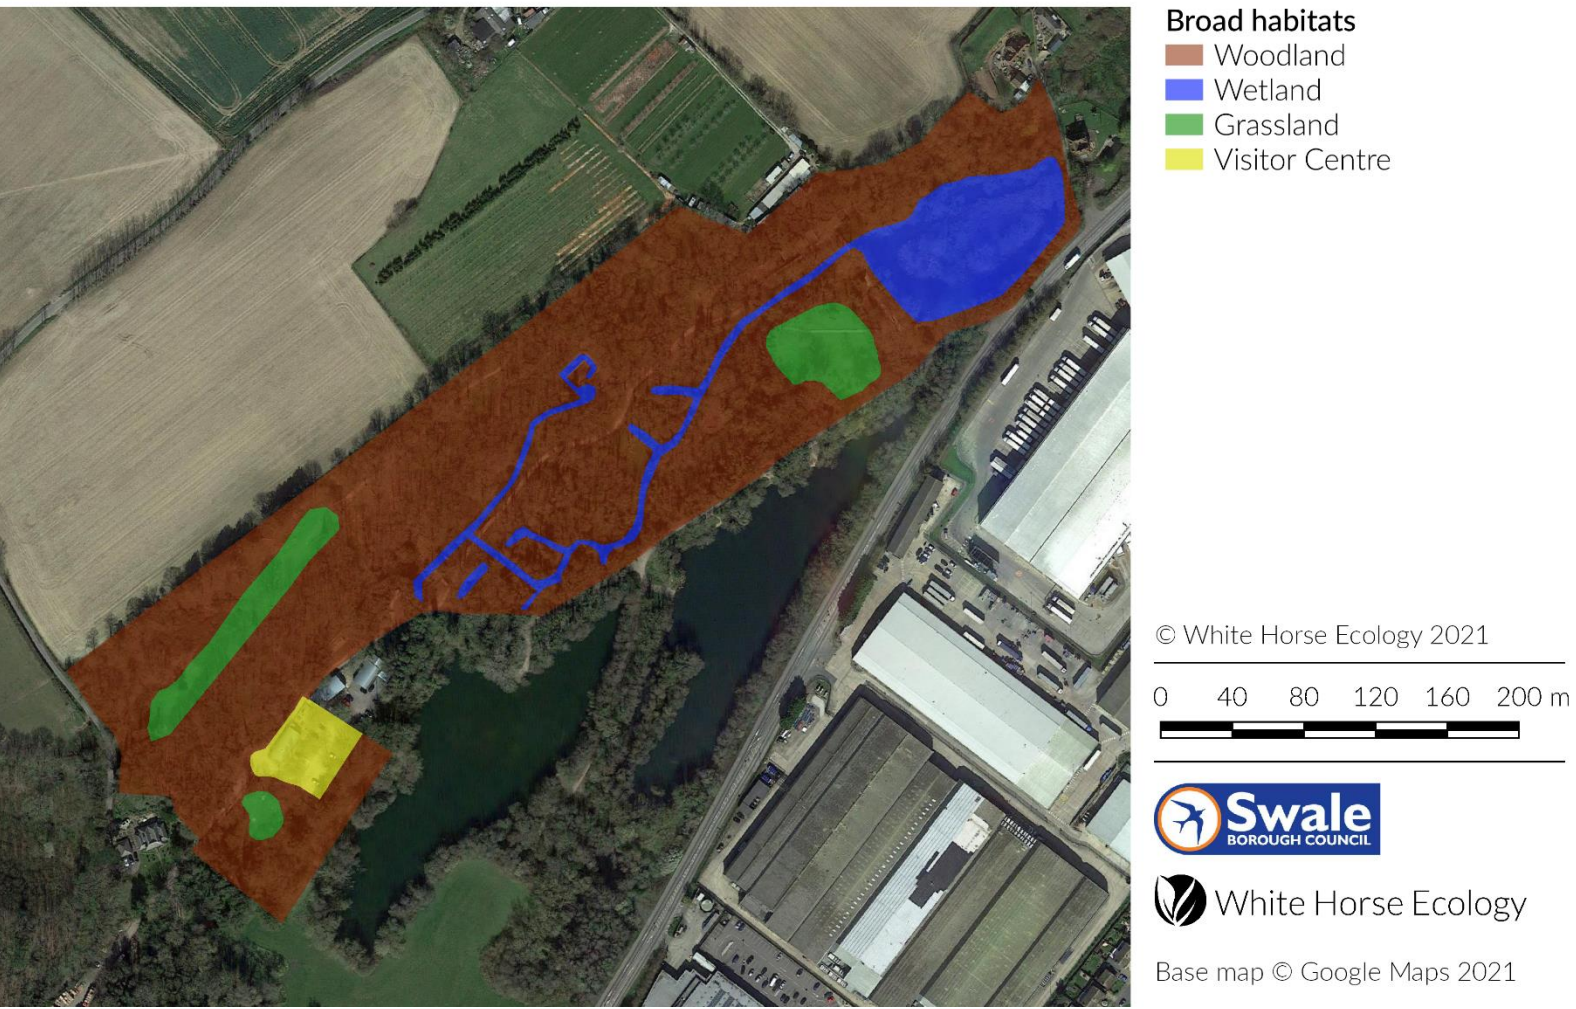 Broad habitats
Woodland
Wetland
Grassland
Visitor Centre
© White Horse Ecology 2021
0 40 80 120 160 200 m
Swale
BOROUGH COUNCIL
White Horse Ecology
Base map © Google Maps 2021